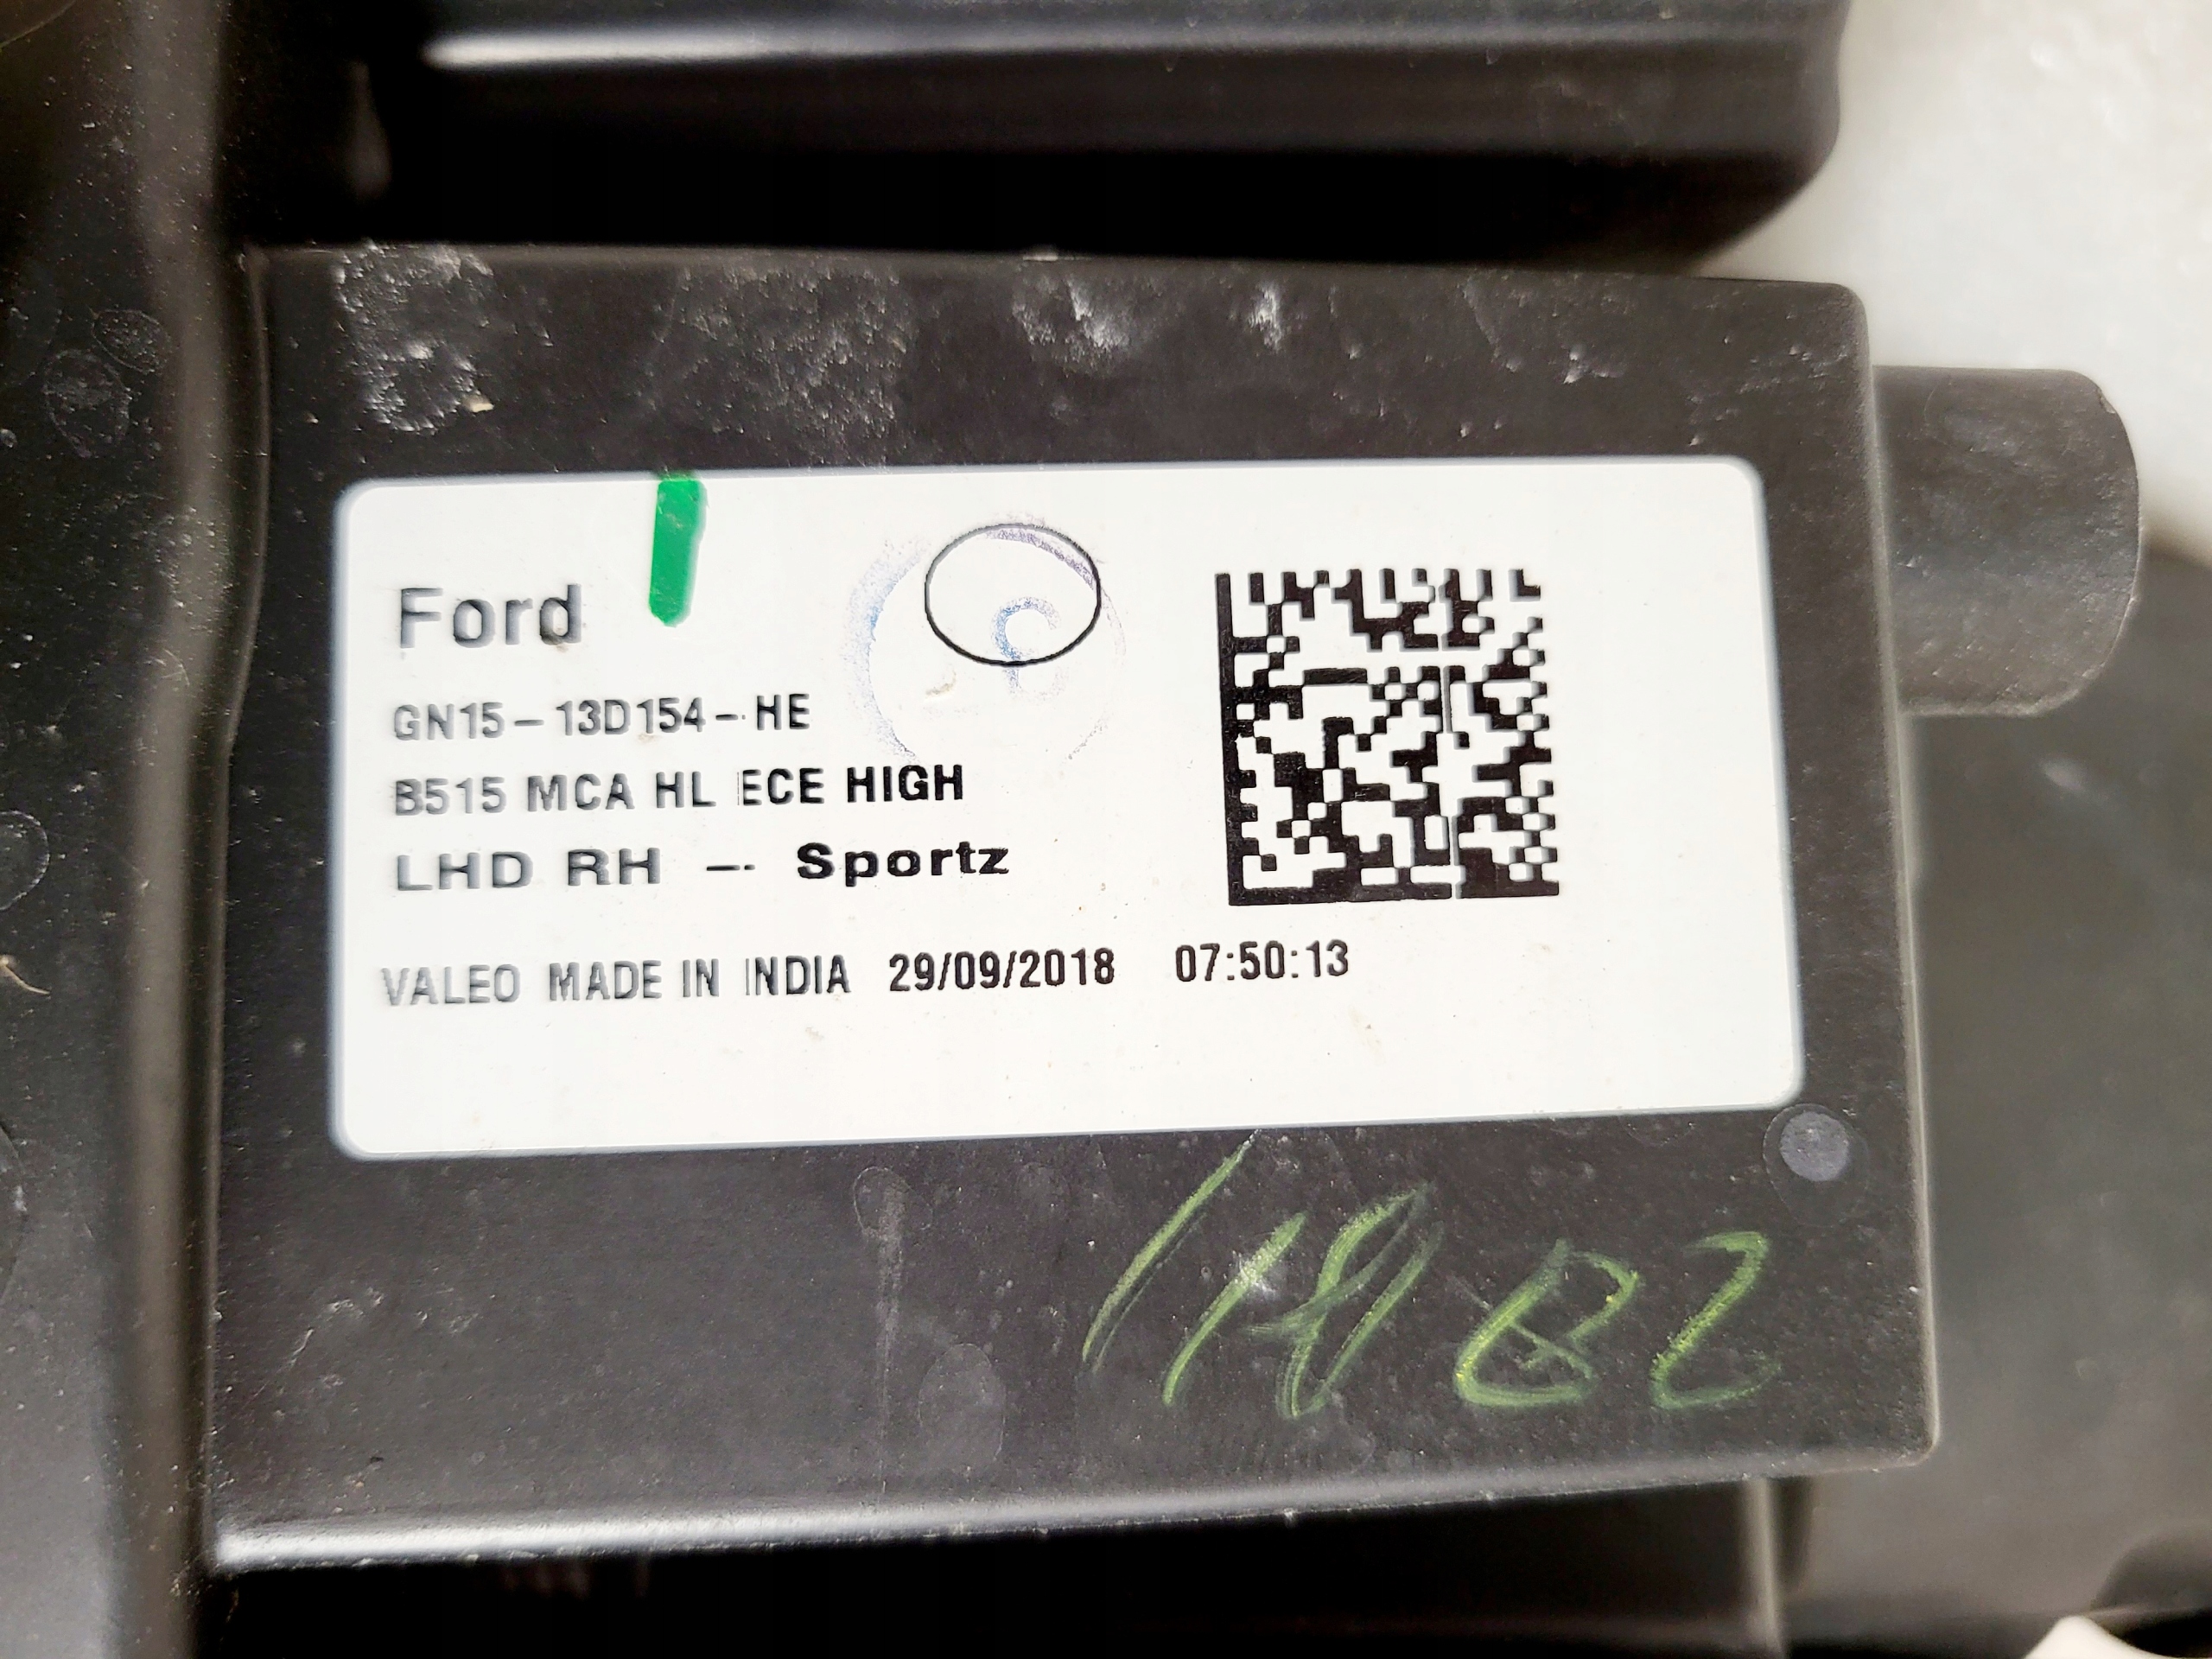 Ford
GN15-13D154-HE
B515 MCA HL ECE HIGH
LHD RH - Sportz
VALEO MADE IN INDIA 29/09/2018 07:50:13